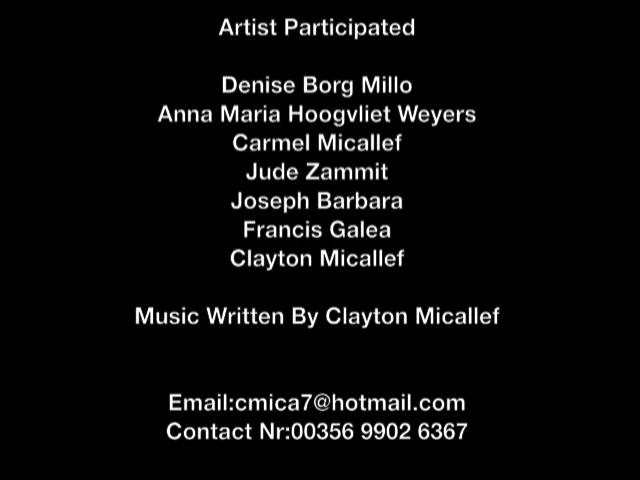 Artist Participated
Denise Borg Millo
Anna Maria Hoogvliet Weyers
Carmel Micallef
Jude Zammit
Joseph Barbara
Francis Galea
Clayton Micallef
Music Written By Clayton Micallef
Email:cmica7@hotmail.com
Contact Nr:00356 9902 6367